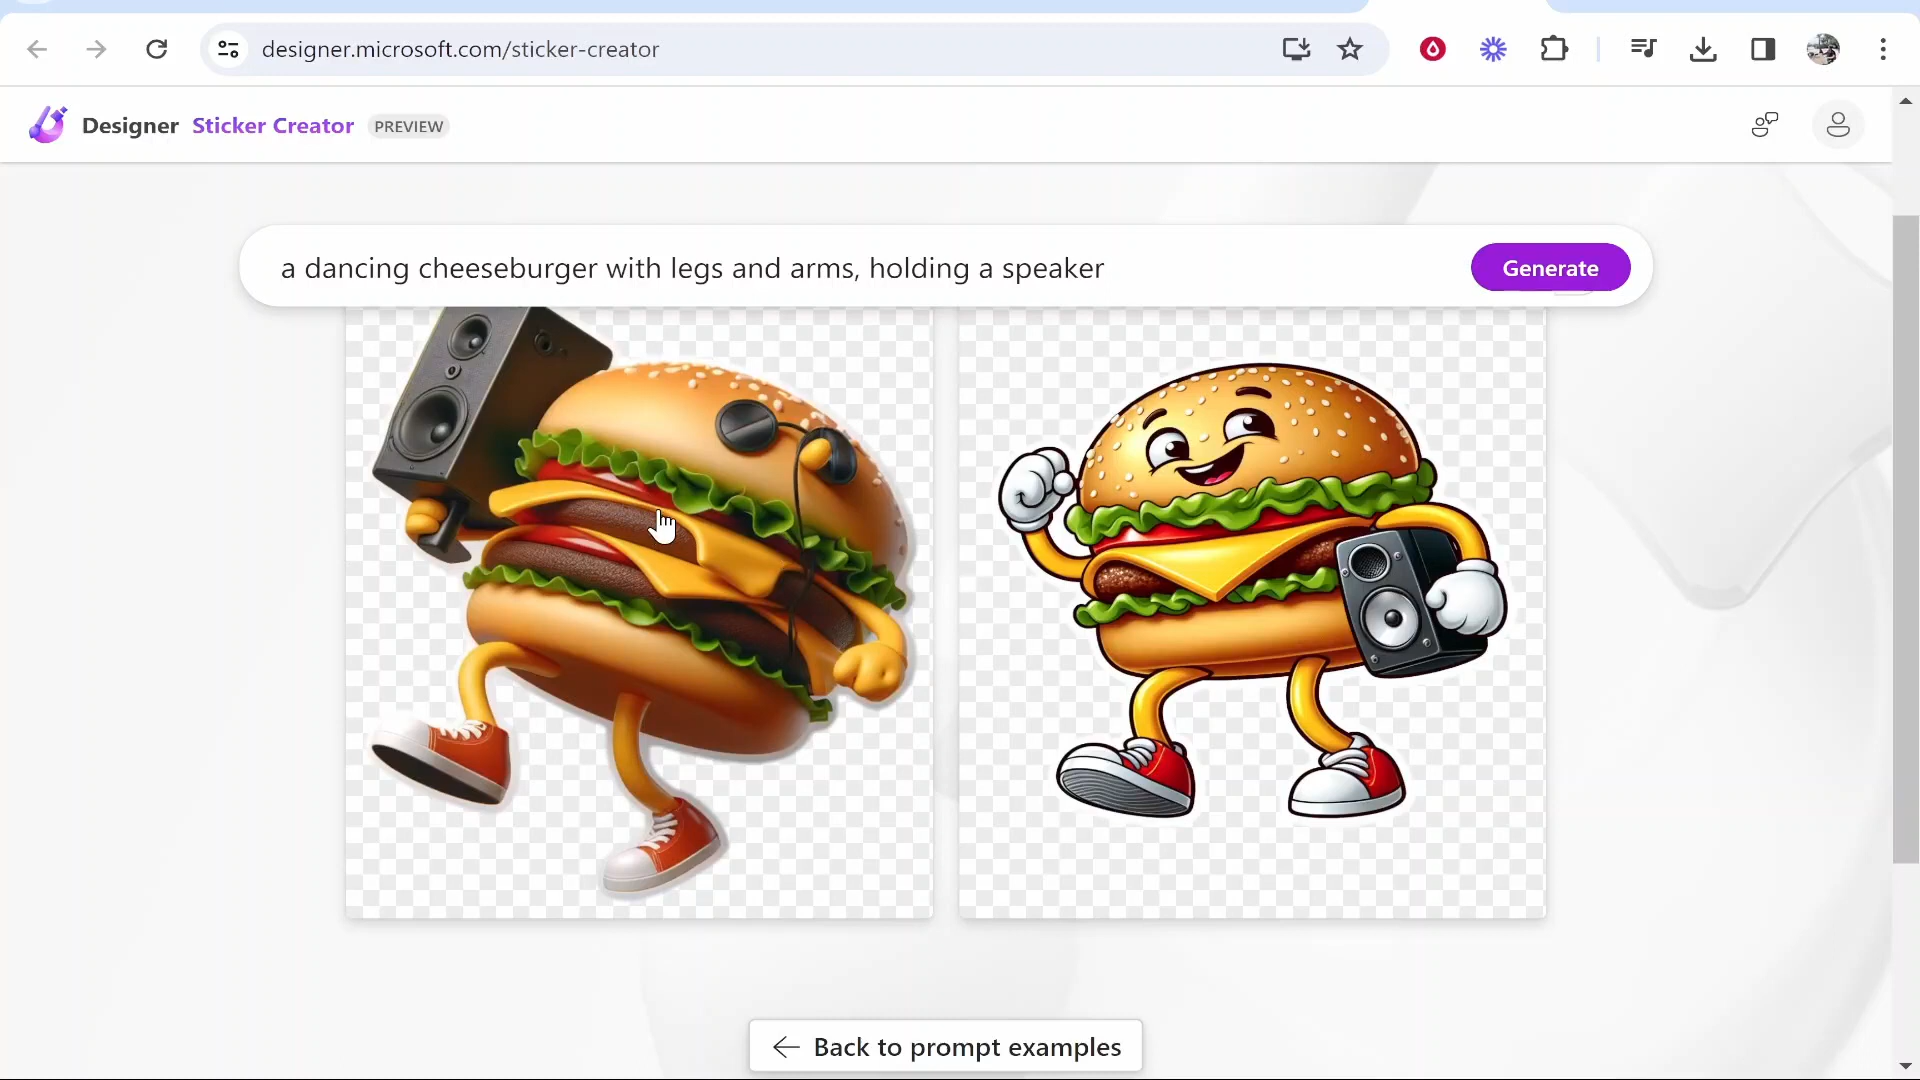 designer.microsoft.com/sticker-creator
Designer Sticker Creator PREVIEW
a dancing cheeseburger with legs and arms, holding a speaker
Generate
Back to prompt examples